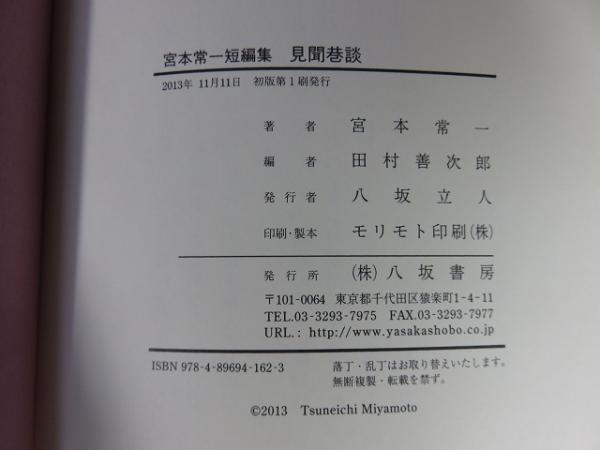 宮本常一短編集 見聞巷談
2013年 11月11日 初版第1刷発行
著者 宮本常一
編者 田村善次郎
発行者 八坂立人
印刷・製本 モリモト印刷(株)
発行所 (株)八坂書房
〒101-0064 東京都千代田区猿楽町1-4-11
TEL.03-3293-7975 FAX.03-3293-7977
URL.: http://www.yasakashobo.co.jp
ISBN 978-4-89694-162-3 落丁・乱丁はお取り替えいたします。
無断複製・転載を禁ず。
©2013 Tsuneichi Miyamoto